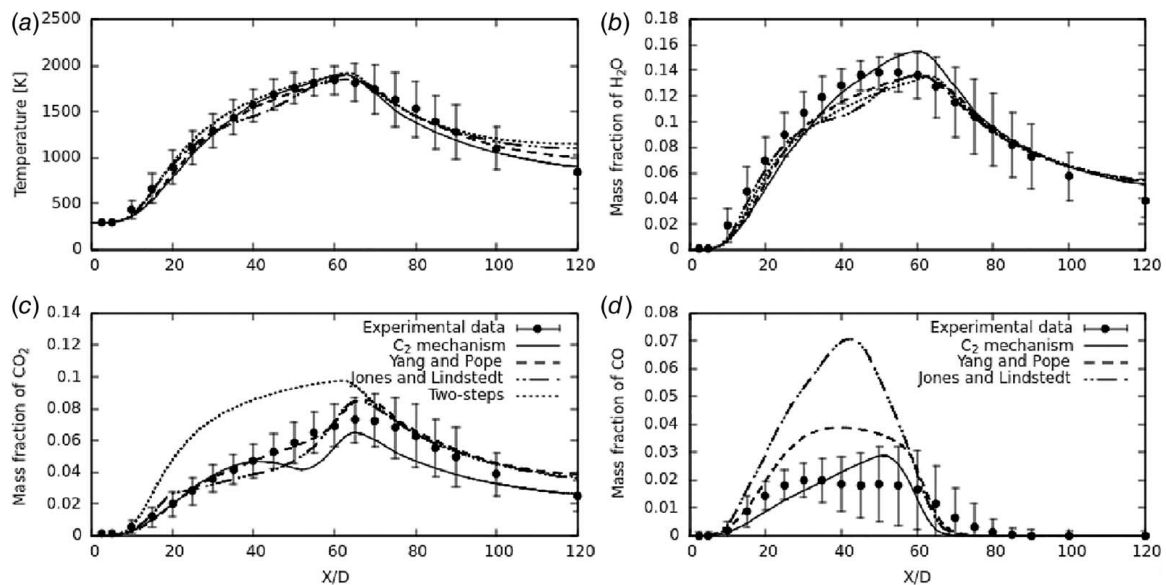 (a)
2500
2000
1500
1000
500
0
Temperature [K]
0 20 40 60 80 100 120
(b)
0.18
0.16
0.14
0.12
0.1
0.08
0.06
0.04
0.02
0
Mass fraction of H₂O
0 20 40 60 80 100 120
(c)
0.14
0.12
0.1
0.08
0.06
0.04
0.02
0
Mass fraction of CO₂
Experimental data
C₂ mechanism
Yang and Pope
Jones and Lindstedt
Two-steps
0 20 40 60 80 100 120
X/D
(d)
0.08
0.07
0.06
0.05
0.04
0.03
0.02
0.01
0
Mass fraction of CO
Experimental data
C₂ mechanism
Yang and Pope
Jones and Lindstedt
0 20 40 60 80 100 120
X/D